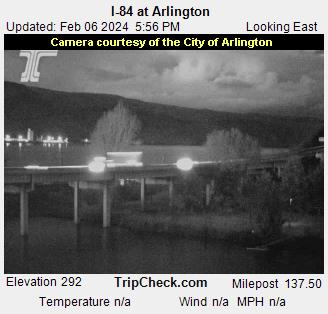 I-84 at Arlington
Updated: Feb 06 2024 5:56 PM Looking East
Camera courtesy of the City of Arlington
Elevation 292 TripCheck.com Milepost 137.50
Temperature n/a Wind n/a MPH n/a